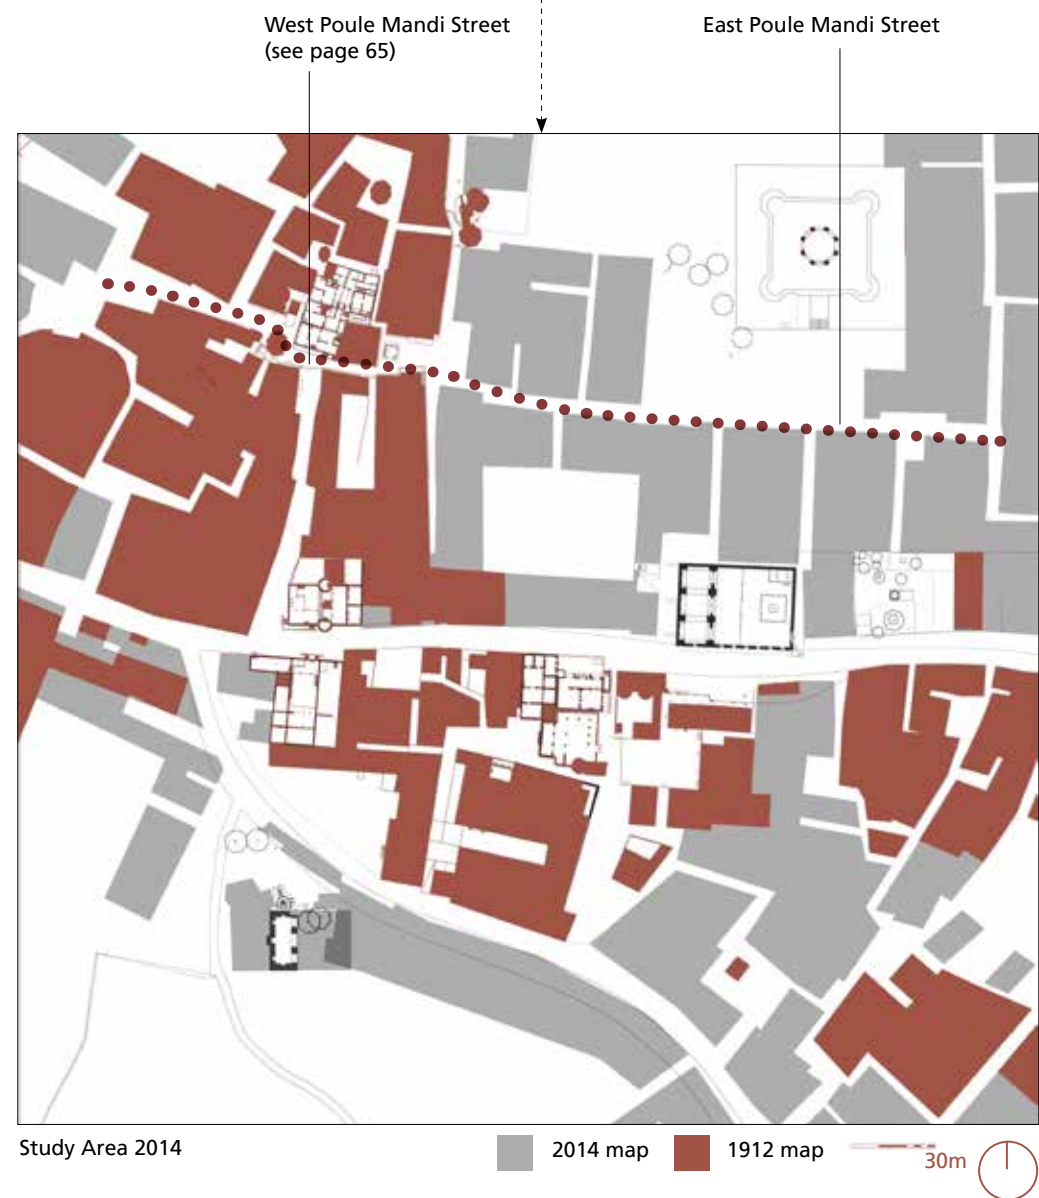 West Poule Mandi Street
(see page 65)
East Poule Mandi Street
Study Area 2014
2014 map
1912 map
30m